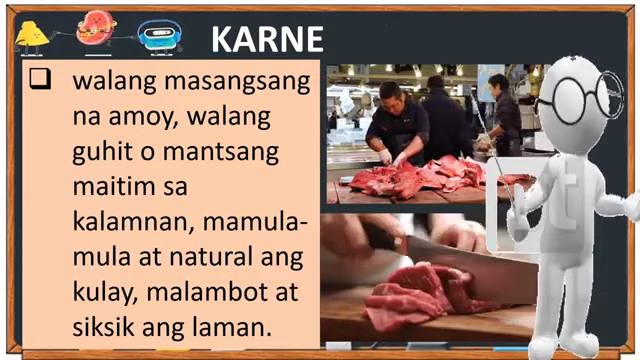 KARNE
walang masangsang
na amoy, walang
guhit o mantsang
maitim sa
kalamnan, mamula-
mula at natural ang
kulay, malambot at
siksik ang laman.